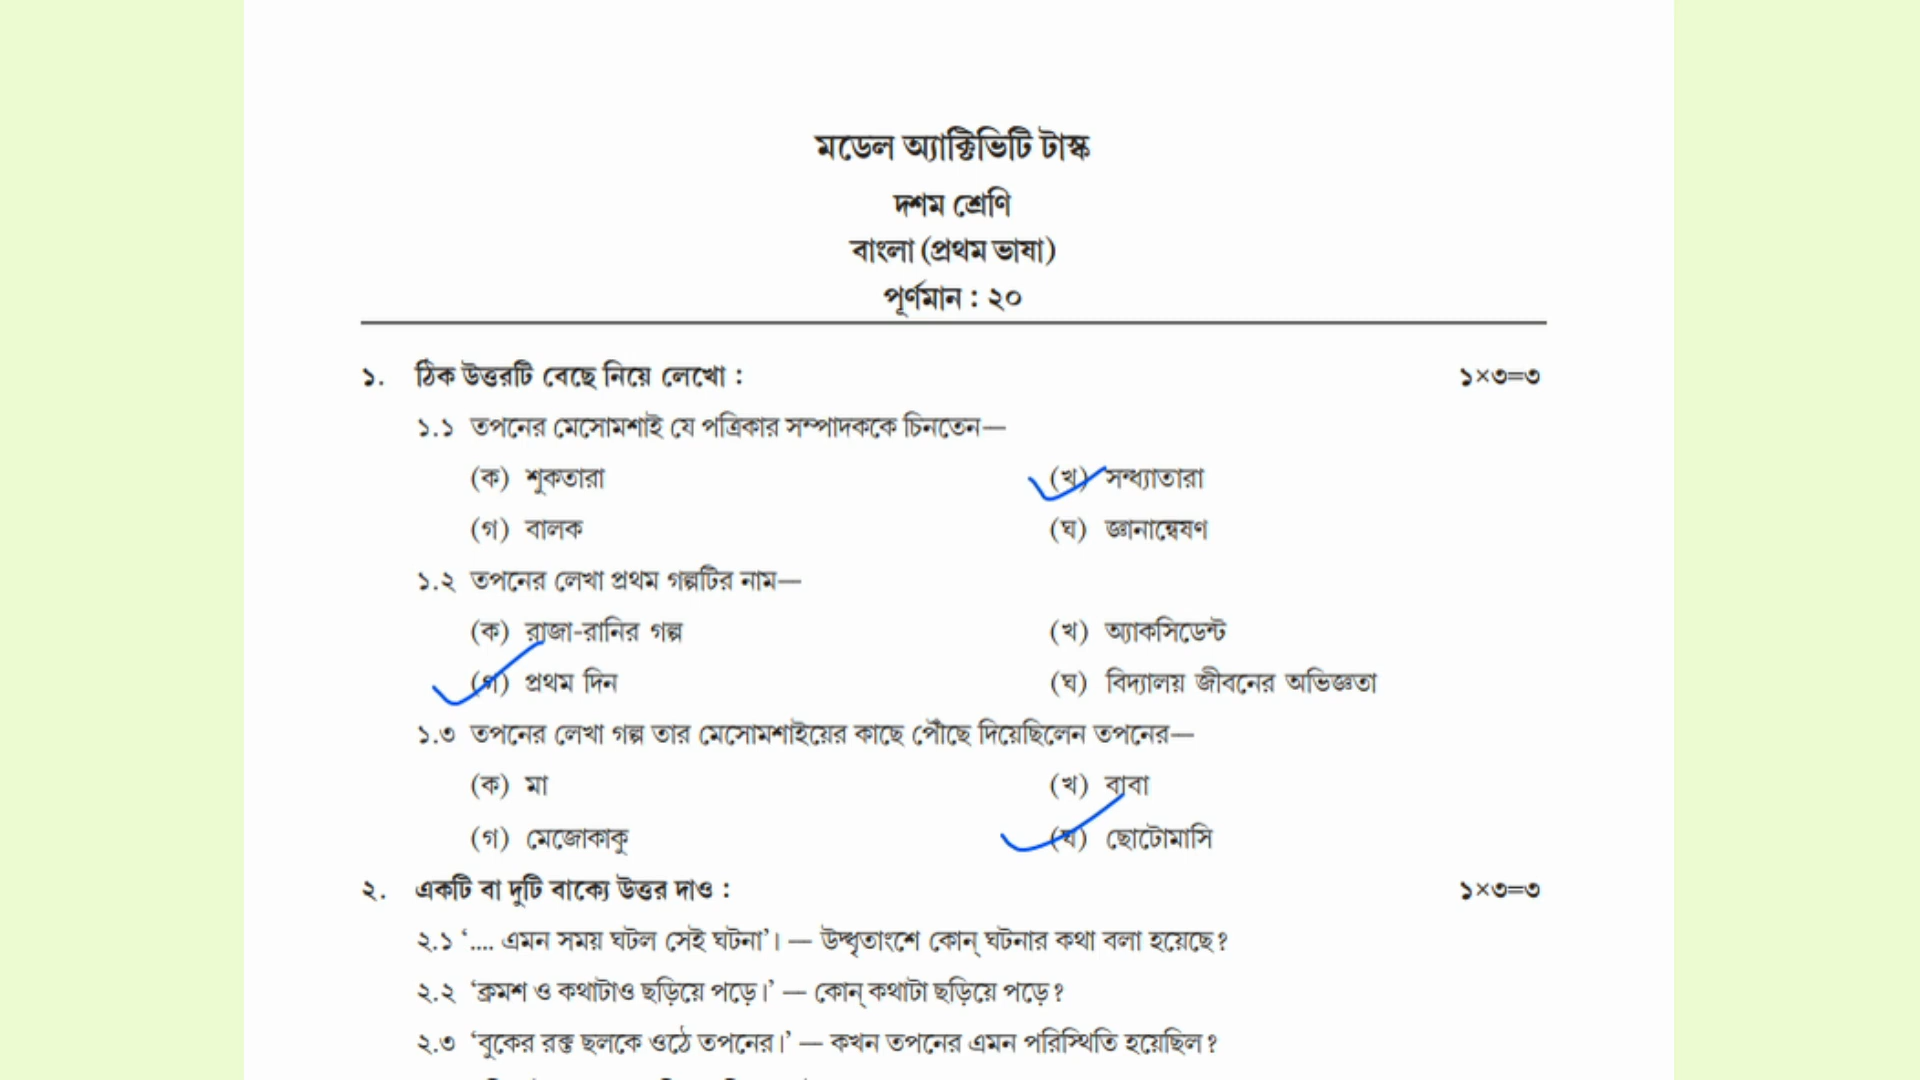 মডেল অ্যাক্টিভিটি টাস্ক
দশম শ্রেণি
বাংলা (প্রথম ভাষা)
পূর্ণমান : ২০
১. ঠিক উত্তরটি বেছে নিয়ে লেখো : ১×৩=৩
১.১ তপনের মেসোমশাই যে পত্রিকার সম্পাদককে চিনতেন—
(ক) শুকতারা (খ) সন্ধ্যাতারা
(গ) বালক (ঘ) জ্ঞানান্বেষণ
১.২ তপনের লেখা প্রথম গল্পটির নাম—
(ক) রাজা-রানির গল্প (খ) অ্যাকসিডেন্ট
(গ) প্রথম দিন (ঘ) বিদ্যালয় জীবনের অভিজ্ঞতা
১.৩ তপনের লেখা গল্প তার মেসোমশাইয়ের কাছে পৌঁছে দিয়েছিলেন তপনের—
(ক) মা (খ) বাবা
(গ) মেজোকাকু (ঘ) ছোটোমাসি
২. একটি বা দুটি বাক্যে উত্তর দাও : ১×৩=৩
২.১ ‘.... এমন সময় ঘটল সেই ঘটনা’। — উদ্ধৃতাংশে কোন্ ঘটনার কথা বলা হয়েছে?
২.২ ‘ক্রমশ ও কথাটাও ছড়িয়ে পড়ে।’ — কোন্ কথাটা ছড়িয়ে পড়ে?
২.৩ ‘বুকের রক্ত ছলকে ওঠে তপনের।’ — কখন তপনের এমন পরিস্থিতি হয়েছিল?